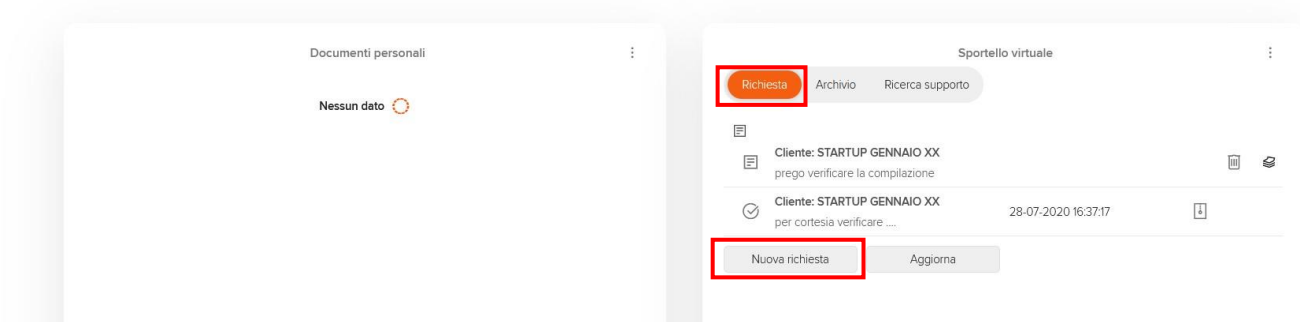 Documenti personali
Nessun dato
Sportello virtuale
Richiesta Archivio Ricerca supporto
Cliente: STARTUP GENNAIO XX
prego verificare la compilazione
Cliente: STARTUP GENNAIO XX
per cortesia verificare ....
28-07-2020 16:37:17
Nuova richiesta Aggiorna